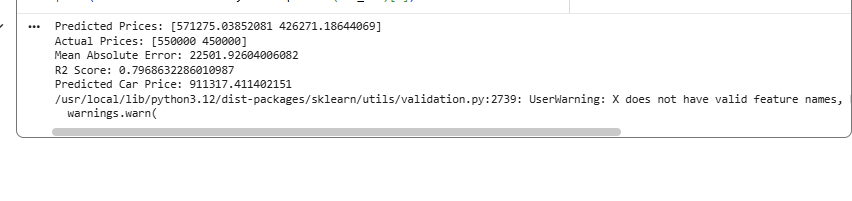 Predicted Prices: [571275.03852081 426271.18644069]
Actual Prices: [550000 450000]
Mean Absolute Error: 22501.92604006082
R2 Score: 0.7968632286010987
Predicted Car Price: 911317.411402151
/usr/local/lib/python3.12/dist-packages/sklearn/utils/validation.py:2739: UserWarning: X does not have valid feature names,
warnings.warn(